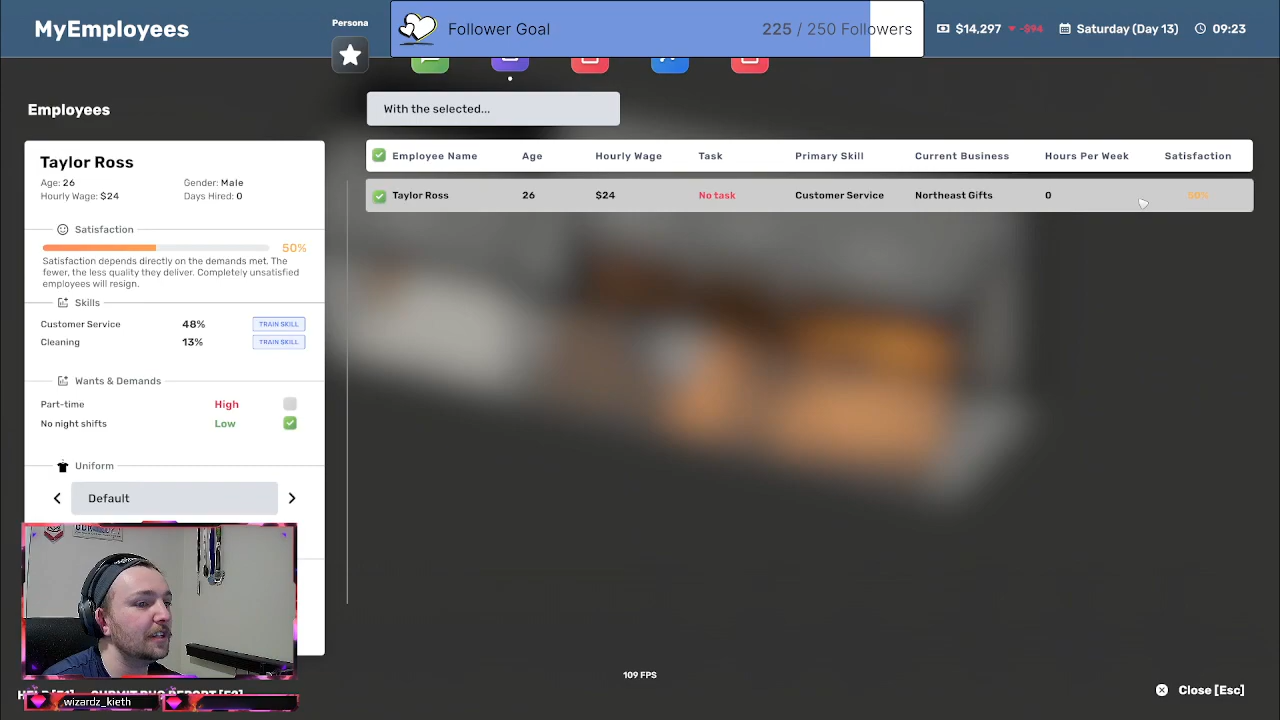 MyEmployees
Persona
Follower Goal
225 / 250 Followers
$14,297 -$94
Saturday (Day 13)
09:23
Employees
With the selected...
Taylor Ross
Age: 26
Gender: Male
Hourly Wage: $24
Days Hired: 0
Satisfaction
50%
Satisfaction depends directly on the demands met. The
fewer, the less quality they deliver. Completely unsatisfied
employees will resign.
Skills
Customer Service 48% TRAIN SKILL
Cleaning 13% TRAIN SKILL
Wants & Demands
Part-time High
No night shifts Low
Uniform
Default
Employee Name Age Hourly Wage Task Primary Skill Current Business Hours Per Week Satisfaction
Taylor Ross 26 $24 No task Customer Service Northeast Gifts 0 50%
109 FPS
wizardz_kieth
Close [Esc]